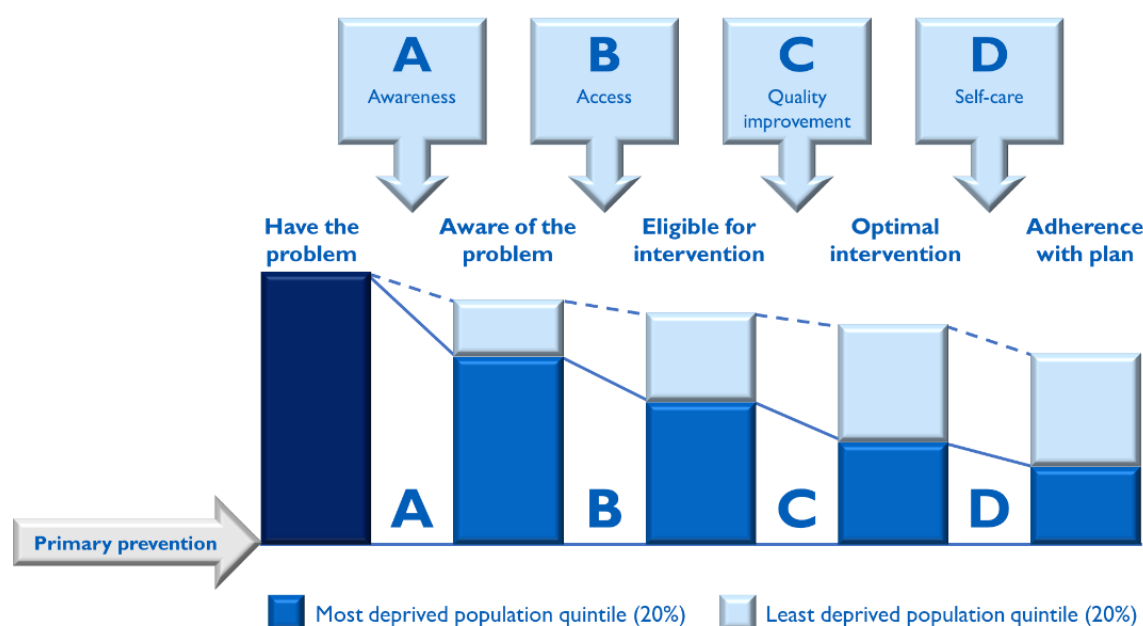 A
Awareness
B
Access
C
Quality
improvement
D
Self-care
Have the
problem
Aware of the
problem
Eligible for
intervention
Optimal
intervention
Adherence
with plan
A
B
C
D
Primary prevention
Most deprived population quintile (20%)
Least deprived population quintile (20%)